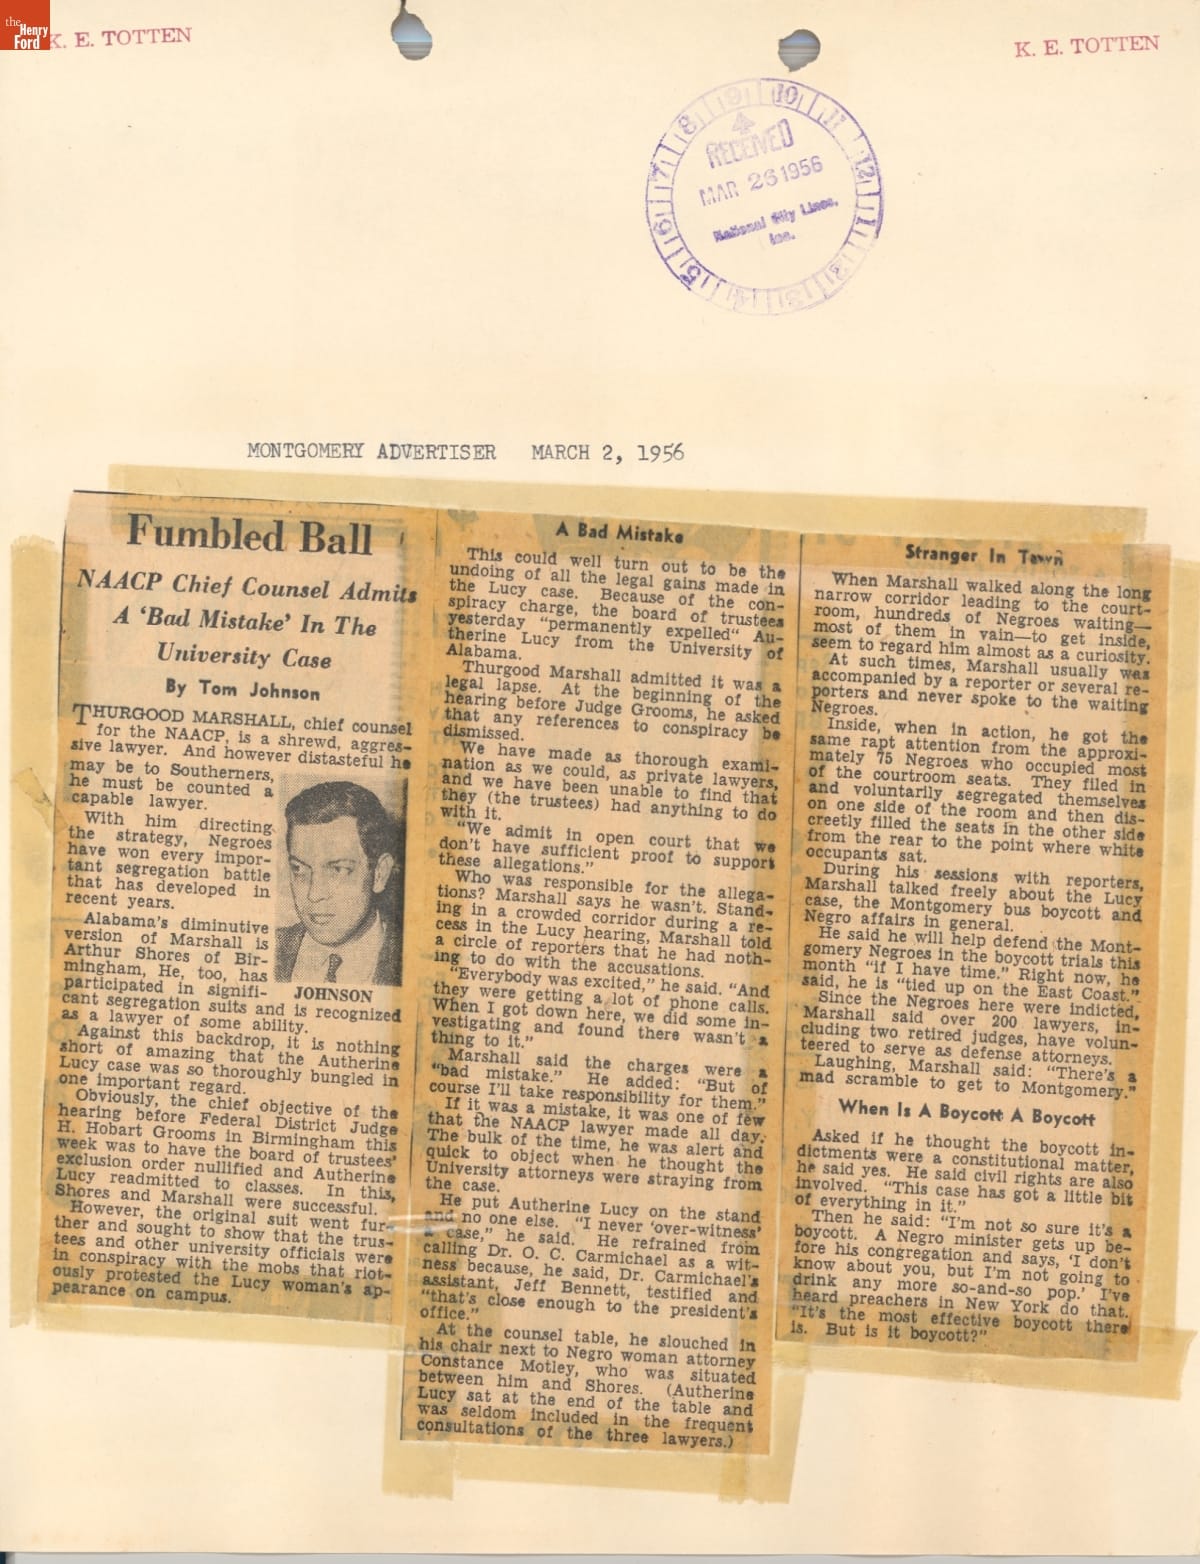 the
Henry
Ford
K. E. TOTTEN
K. E. TOTTEN
7 8 9 10 11 12 1 2 3 4 5 6
RECEIVED
MAR 26 1956
National City Lines,
Inc.
MONTGOMERY ADVERTISER MARCH 2, 1956
Fumbled Ball
NAACP Chief Counsel Admits
A 'Bad Mistake' In The
University Case
By Tom Johnson
THURGOOD MARSHALL, chief counsel
for the NAACP, is a shrewd, aggres-
sive lawyer. And however distasteful he
may be to Southerners,
he must be counted a
capable lawyer.
With him directing
the strategy, Negroes
have won every impor-
tant segregation battle
that has developed in
recent years.
Alabama's diminutive
version of Marshall is
Arthur Shores of Bir-
mingham, He, too, has
participated in signifi-
JOHNSON
cant segregation suits and is recognized
as a lawyer of some ability.
Against this backdrop, it is nothing
short of amazing that the Autherine
Lucy case was so thoroughly bungled in
one important regard.
Obviously, the chief objective of the
hearing before Federal District Judge
H. Hobart Grooms in Birmingham this
week was to have the board of trustees'
exclusion order nullified and Autherine
Lucy readmitted to classes. In this,
Shores and Marshall were successful.
However, the original suit went fur-
ther and sought to show that the trus-
tees and other university officials were
in conspiracy with the mobs that riot-
ously protested the Lucy woman's ap-
pearance on campus.
A Bad Mistake
This could well turn out to be the
undoing of all the legal gains made in
the Lucy case. Because of the con-
spiracy charge, the board of trustees
yesterday "permanently expelled" Au-
therine Lucy from the University of
Alabama.
Thurgood Marshall admitted it was a
legal lapse. At the beginning of the
hearing before Judge Grooms, he asked
that any references to conspiracy be
dismissed.
We have made as thorough exami-
nation as we could, as private lawyers,
and we have been unable to find that
they (the trustees) had anything to do
with it.
"We admit in open court that we
don't have sufficient proof to support
these allegations."
Who was responsible for the allega-
tions? Marshall says he wasn't. Stand-
ing in a crowded corridor during a re-
cess in the Lucy hearing, Marshall told
a circle of reporters that he had noth-
ing to do with the accusations.
"Everybody was excited," he said. "And
they were getting a lot of phone calls.
When I got down here, we did some in-
vestigating and found there wasn't a
thing to it."
Marshall said the charges were a
"bad mistake." He added: "But of
course I'll take responsibility for them."
If it was a mistake, it was one of few
that the NAACP lawyer made all day.
The bulk of the time, he was alert and
quick to object when he thought the
University attorneys were straying from
the case.
He put Autherine Lucy on the stand
and no one else. "I never 'over-witness'
a case," he said. He refrained from
calling Dr. O. C. Carmichael as a wit-
ness because, he said, Dr. Carmichael's
assistant, Jeff Bennett, testified and
"that's close enough to the president's
office."
At the counsel table, he slouched in
his chair next to Negro woman attorney
Constance Motley, who was situated
between him and Shores. (Autherine
Lucy sat at the end of the table and
was seldom included in the frequent
consultations of the three lawyers.)
Stranger In Town
When Marshall walked along the long
narrow corridor leading to the court-
room, hundreds of Negroes waiting—
most of them in vain—to get inside,
seem to regard him almost as a curiosity.
At such times, Marshall usually was
accompanied by a reporter or several re-
porters and never spoke to the waiting
Negroes.
Inside, when in action, he got the
same rapt attention from the approxi-
mately 75 Negroes who occupied most
of the courtroom seats. They filed in
and voluntarily segregated themselves
on one side of the room and then dis-
creetly filled the seats in the other side
from the rear to the point where white
occupants sat.
During his sessions with reporters,
Marshall talked freely about the Lucy
case, the Montgomery bus boycott and
Negro affairs in general.
He said he will help defend the Mont-
gomery Negroes in the boycott trials this
month "if I have time." Right now, he
said, he is "tied up on the East Coast."
Since the Negroes here were indicted,
Marshall said over 200 lawyers, in-
cluding two retired judges, have volun-
teered to serve as defense attorneys.
Laughing, Marshall said: "There's a
mad scramble to get to Montgomery."
When Is A Boycott A Boycott
Asked if he thought the boycott in-
dictments were a constitutional matter,
he said yes. He said civil rights are also
involved. "This case has got a little bit
of everything in it."
Then he said: "I'm not so sure it's a
boycott. A Negro minister gets up be-
fore his congregation and says, 'I don't
know about you, but I'm not going to
drink any more so-and-so pop.' I've
heard preachers in New York do that.
"It's the most effective boycott there
is. But is it boycott?"